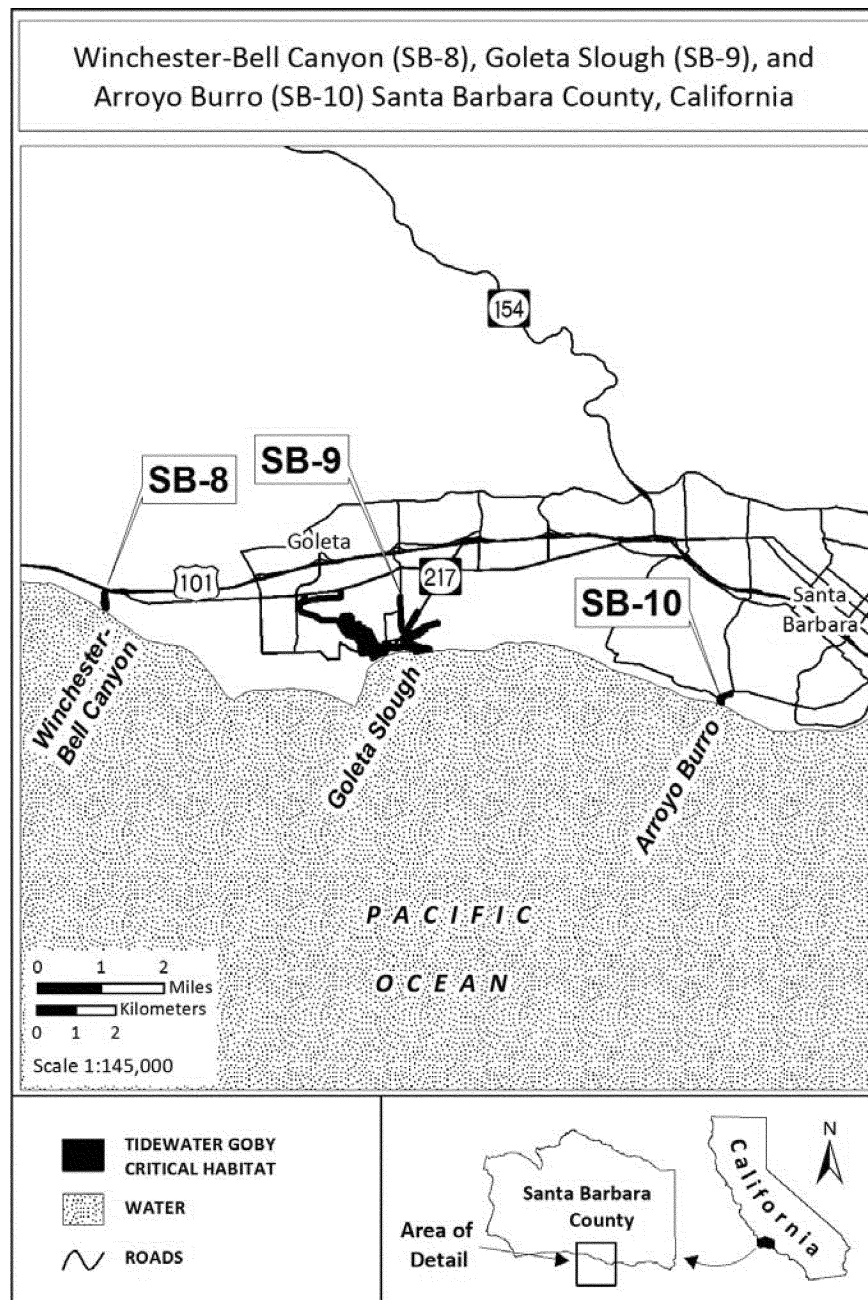 Winchester-Bell Canyon (SB-8), Goleta Slough (SB-9), and
Arroyo Burro (SB-10) Santa Barbara County, California
154
SB-9
SB-8
Goleta
101
217
SB-10
Santa
Barbara
Winchester-
Bell Canyon
Goleta Slough
Arroyo Burro
PACIFIC
OCEAN
0 1 2
Miles
Kilometers
0 1 2
Scale 1:145,000
TIDEWATER GOBY
CRITICAL HABITAT
WATER
ROADS
Santa Barbara
County
Area of
Detail
California
N